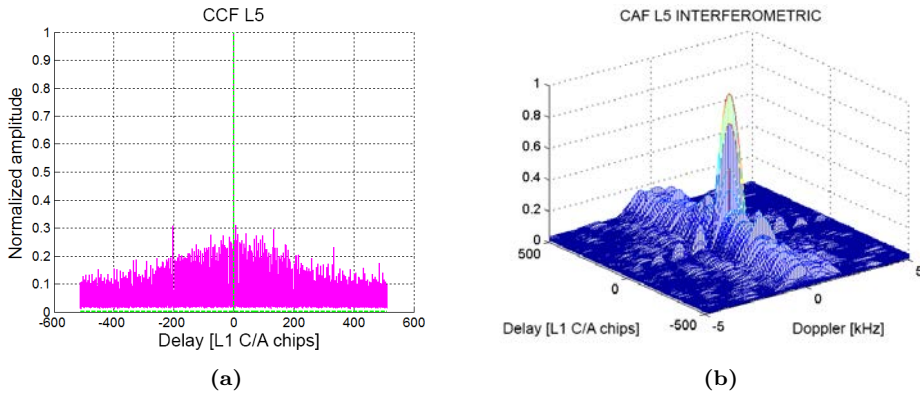 CCF L5
1
0.9
0.8
0.7
0.6
0.5
0.4
0.3
0.2
0.1
0
Normalized amplitude
-600 -400 -200 0 200 400 600
Delay [L1 C/A chips]
(a)
CAF L5 INTERFEROMETRIC
1
0.8
0.6
0.4
0.2
0
500
0
-500
Delay [L1 C/A chips]
-5
0
5
Doppler [kHz]
(b)